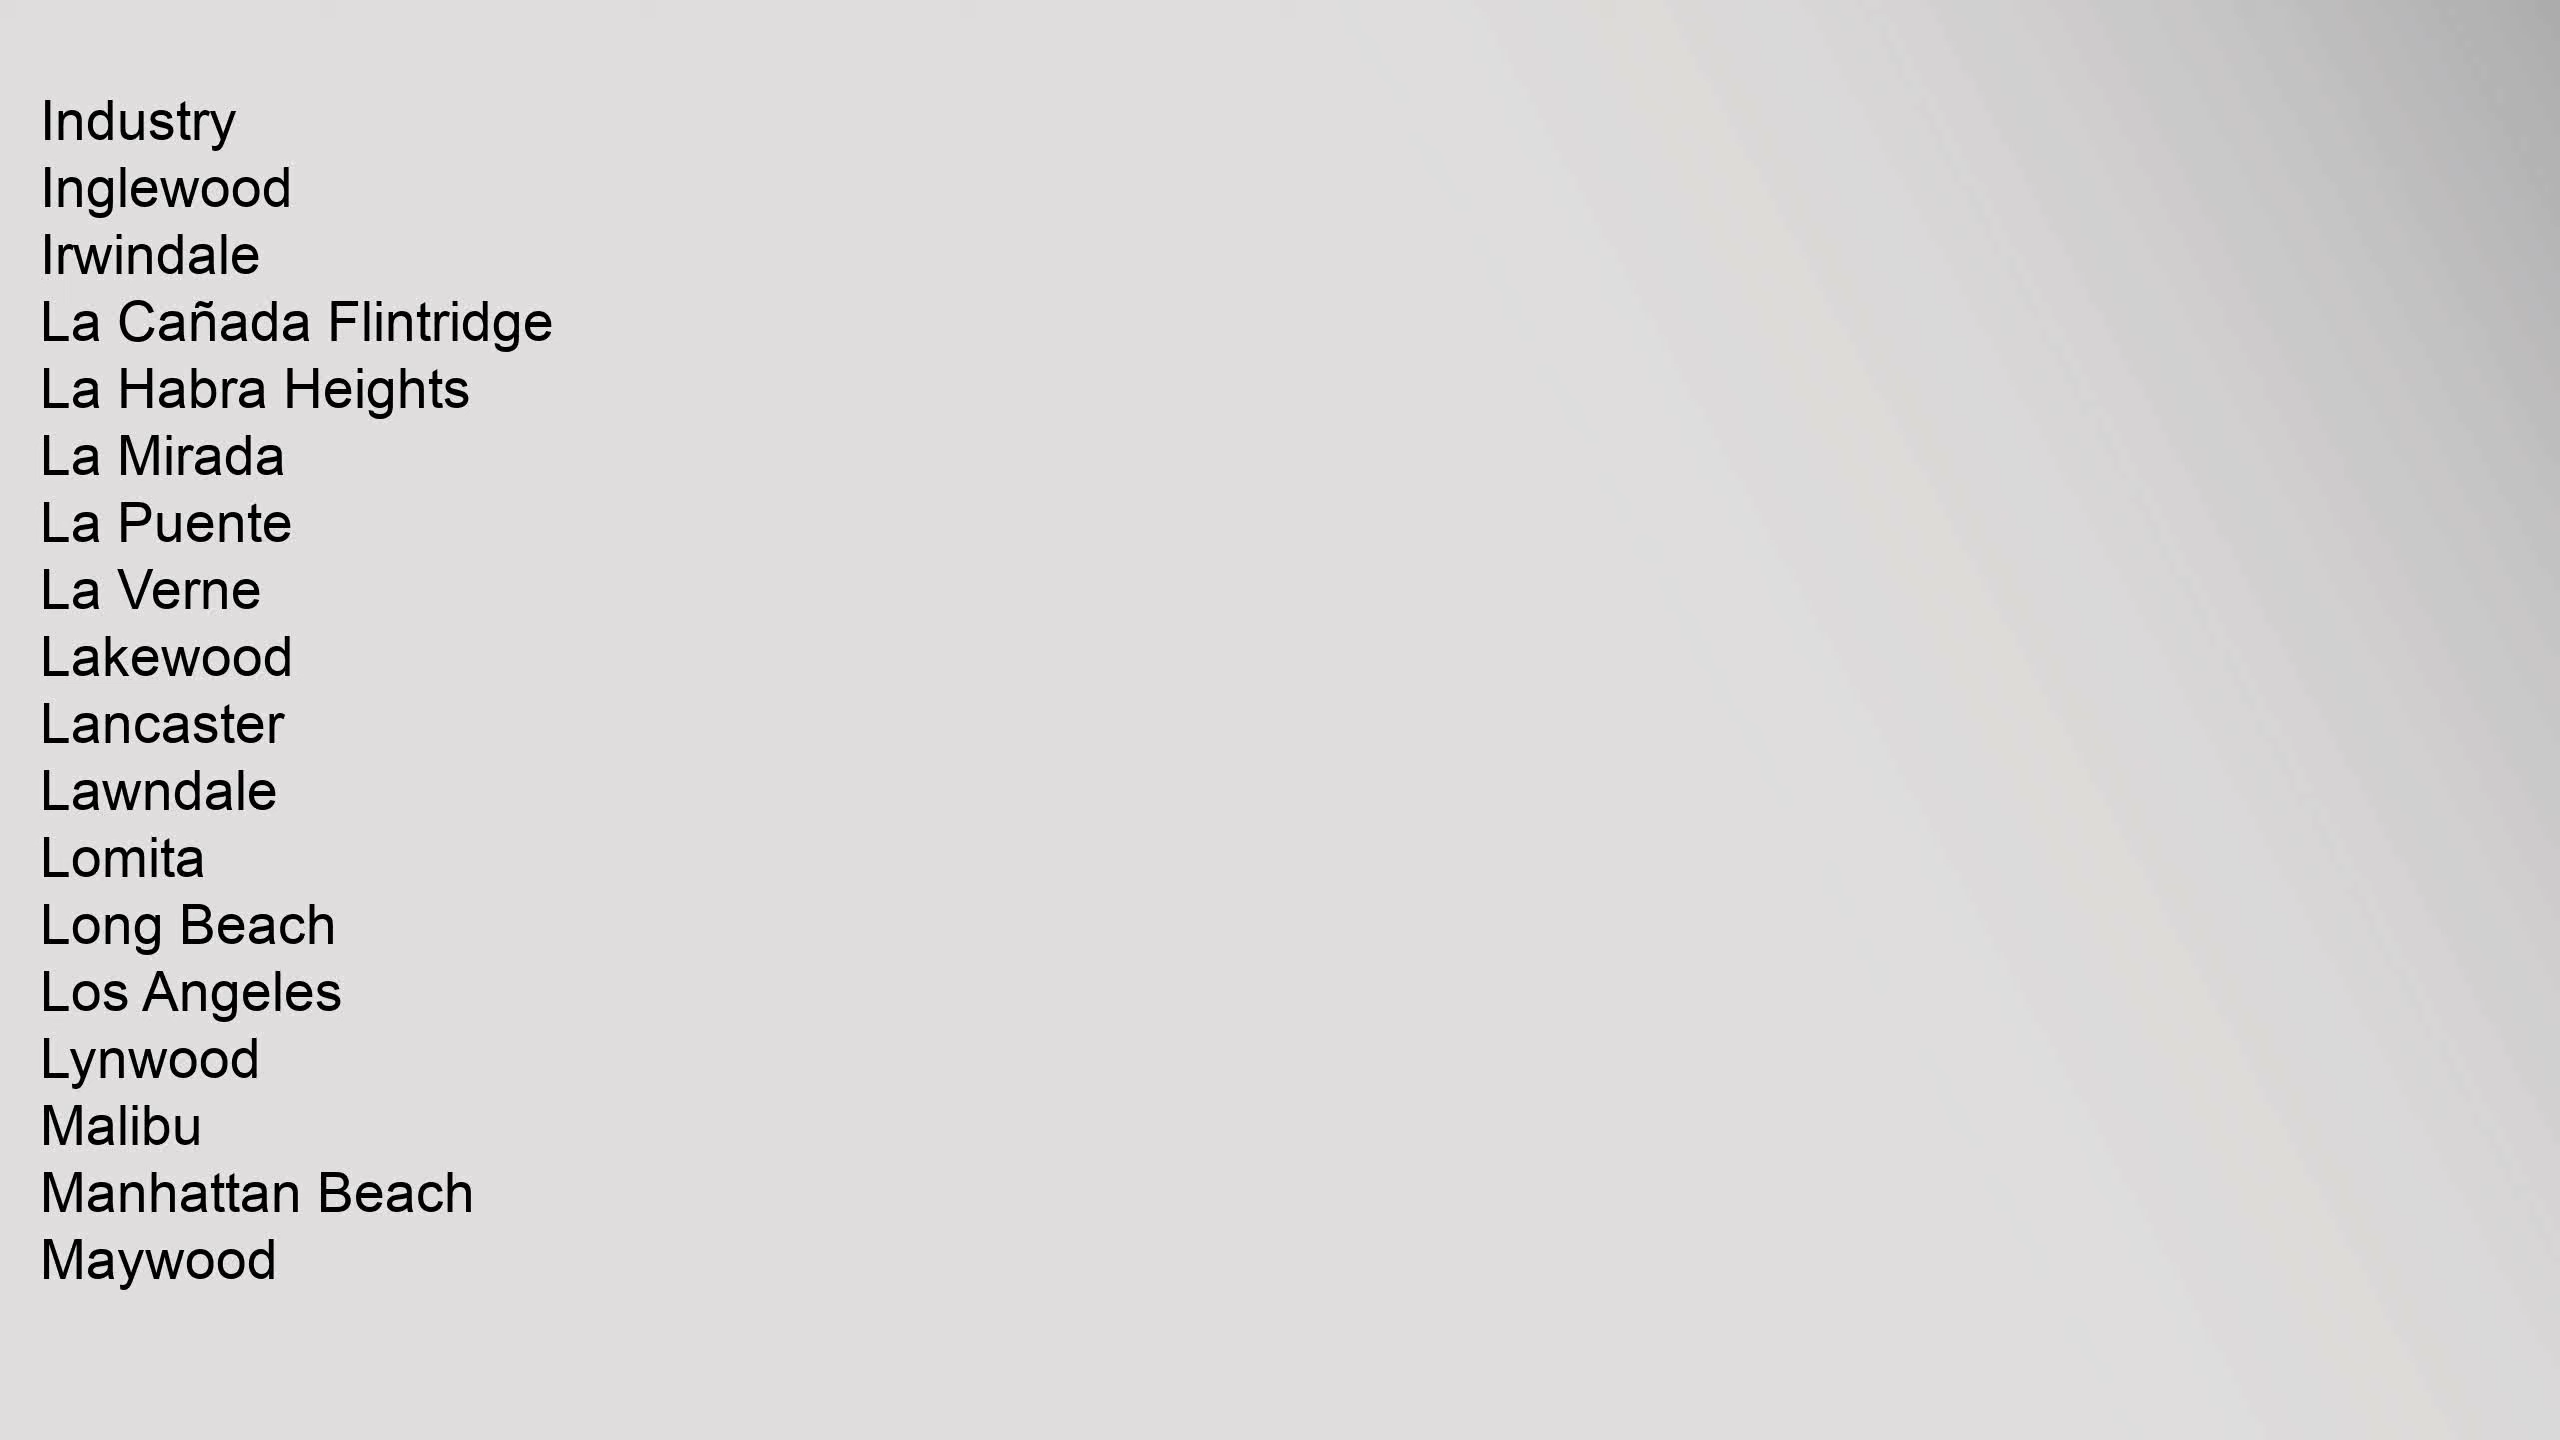 Industry
Inglewood
Irwindale
La Cañada Flintridge
La Habra Heights
La Mirada
La Puente
La Verne
Lakewood
Lancaster
Lawndale
Lomita
Long Beach
Los Angeles
Lynwood
Malibu
Manhattan Beach
Maywood